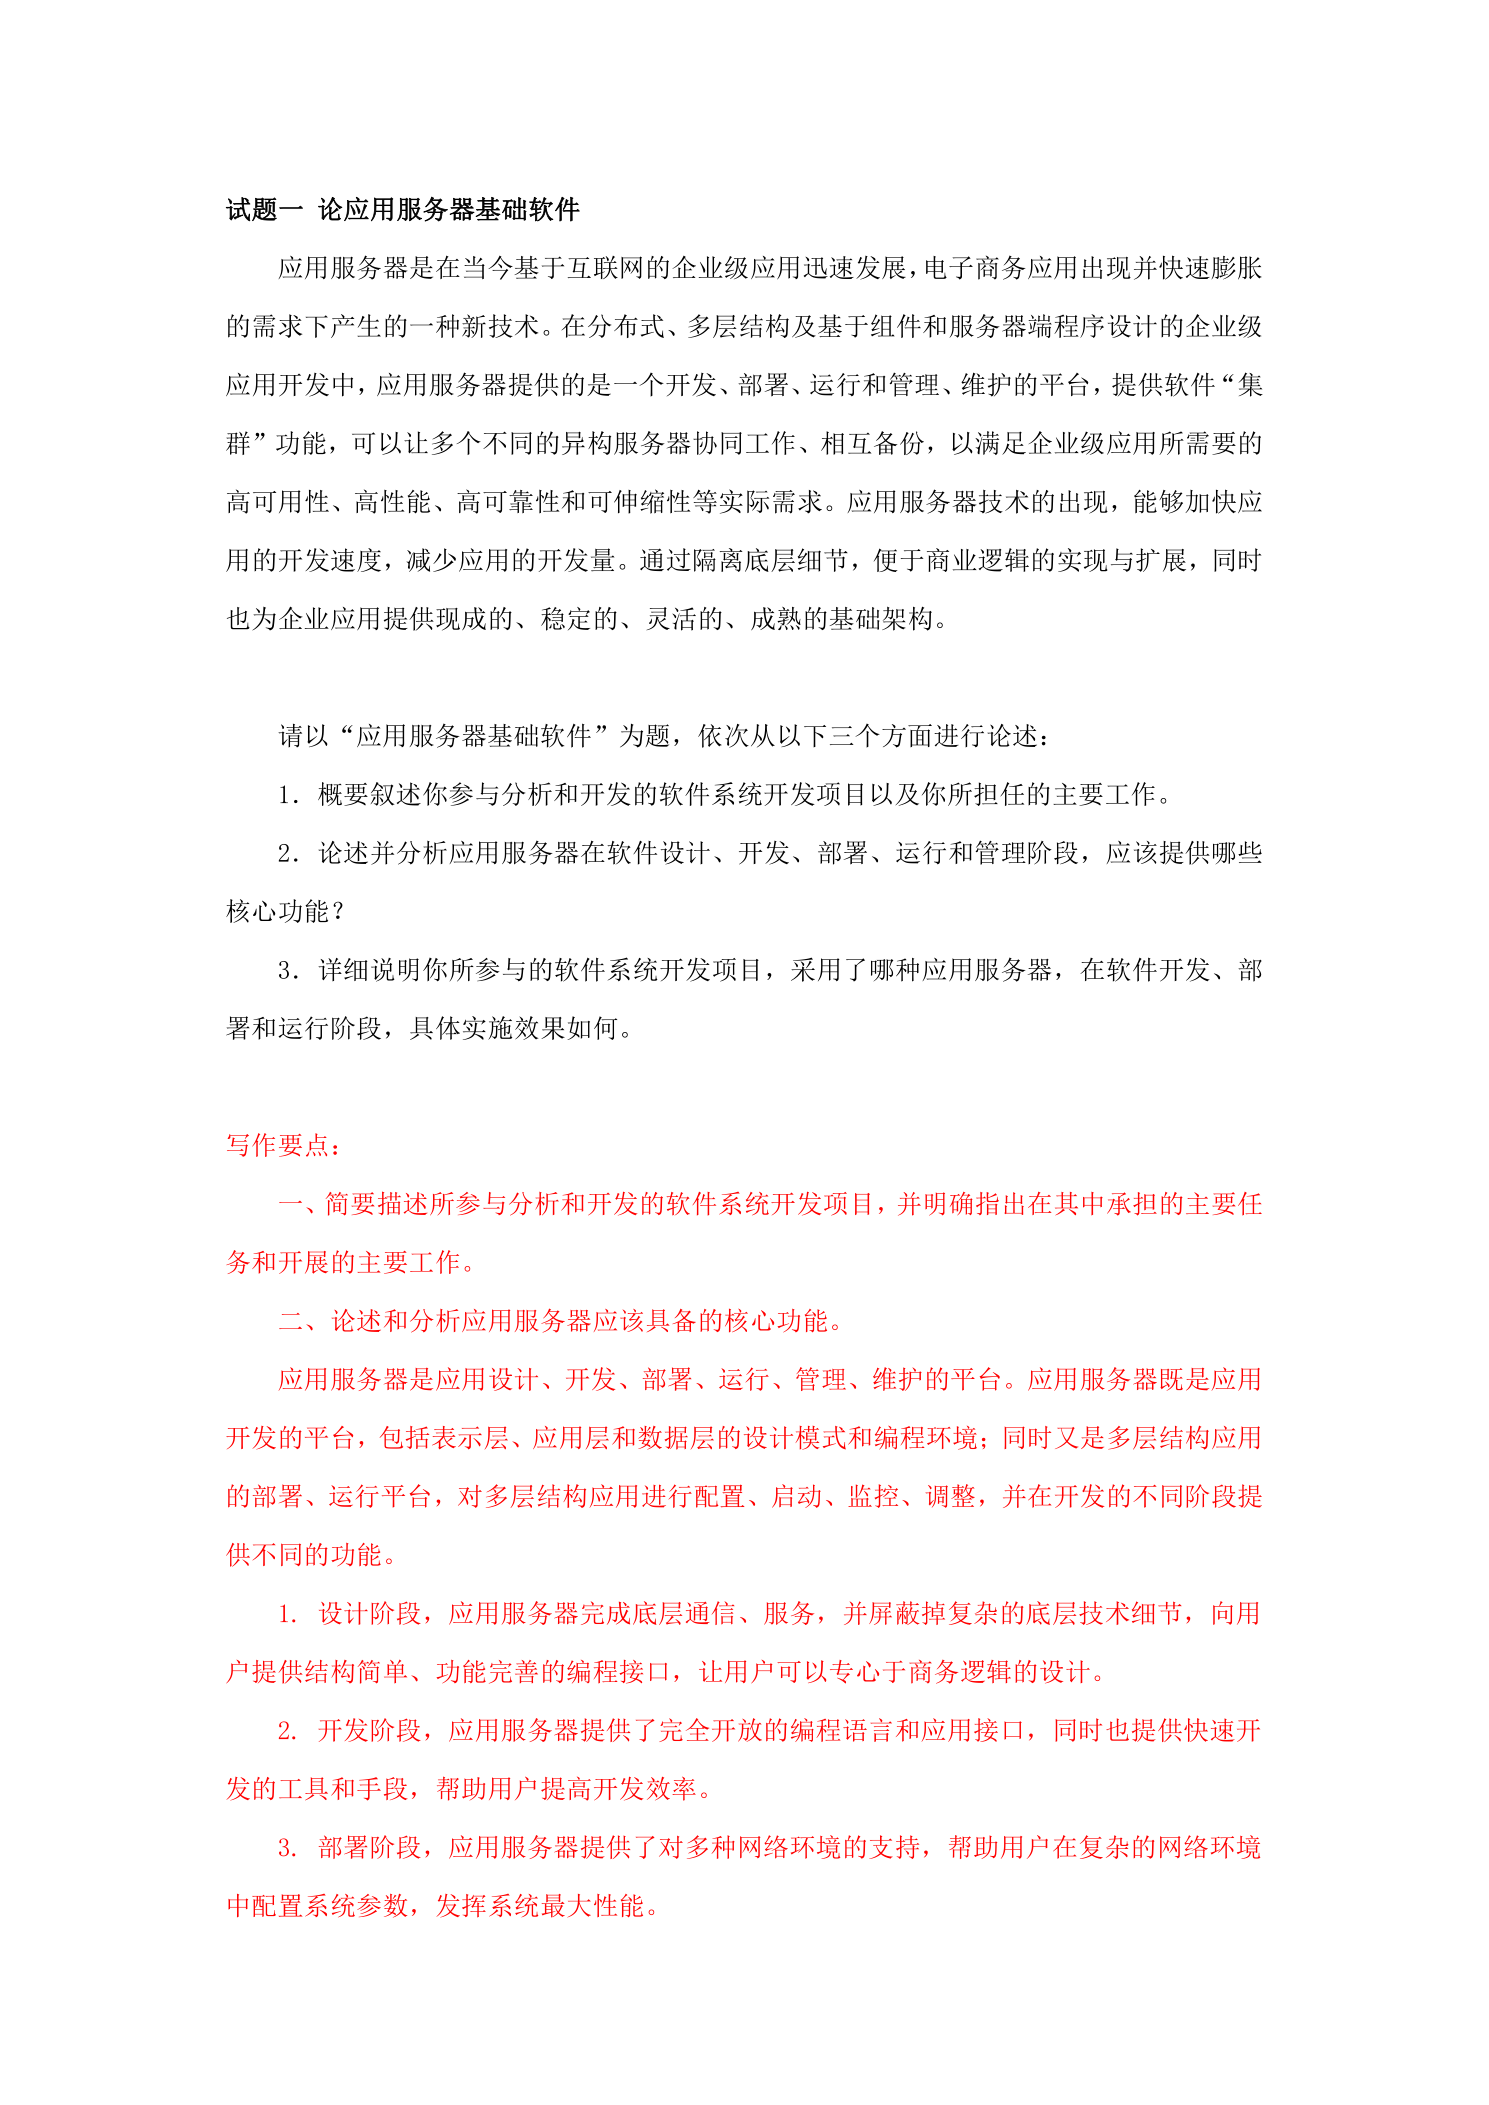 试题一 论应用服务器基础软件
应用服务器是在当今基于互联网的企业级应用迅速发展，电子商务应用出现并快速膨胀
的需求下产生的一种新技术。在分布式、多层结构及基于组件和服务器端程序设计的企业级
应用开发中，应用服务器提供的是一个开发、部署、运行和管理、维护的平台，提供软件“集
群”功能，可以让多个不同的异构服务器协同工作、相互备份，以满足企业级应用所需要的
高可用性、高性能、高可靠性和可伸缩性等实际需求。应用服务器技术的出现，能够加快应
用的开发速度，减少应用的开发量。通过隔离底层细节，便于商业逻辑的实现与扩展，同时
也为企业应用提供现成的、稳定的、灵活的、成熟的基础架构。
请以“应用服务器基础软件”为题，依次从以下三个方面进行论述：
1．概要叙述你参与分析和开发的软件系统开发项目以及你所担任的主要工作。
2．论述并分析应用服务器在软件设计、开发、部署、运行和管理阶段，应该提供哪些
核心功能？
3．详细说明你所参与的软件系统开发项目，采用了哪种应用服务器，在软件开发、部
署和运行阶段，具体实施效果如何。
写作要点：
一、简要描述所参与分析和开发的软件系统开发项目，并明确指出在其中承担的主要任
务和开展的主要工作。
二、论述和分析应用服务器应该具备的核心功能。
应用服务器是应用设计、开发、部署、运行、管理、维护的平台。应用服务器既是应用
开发的平台，包括表示层、应用层和数据层的设计模式和编程环境；同时又是多层结构应用
的部署、运行平台，对多层结构应用进行配置、启动、监控、调整，并在开发的不同阶段提
供不同的功能。
1. 设计阶段，应用服务器完成底层通信、服务，并屏蔽掉复杂的底层技术细节，向用
户提供结构简单、功能完善的编程接口，让用户可以专心于商务逻辑的设计。
2. 开发阶段，应用服务器提供了完全开放的编程语言和应用接口，同时也提供快速开
发的工具和手段，帮助用户提高开发效率。
3. 部署阶段，应用服务器提供了对多种网络环境的支持，帮助用户在复杂的网络环境
中配置系统参数，发挥系统最大性能。